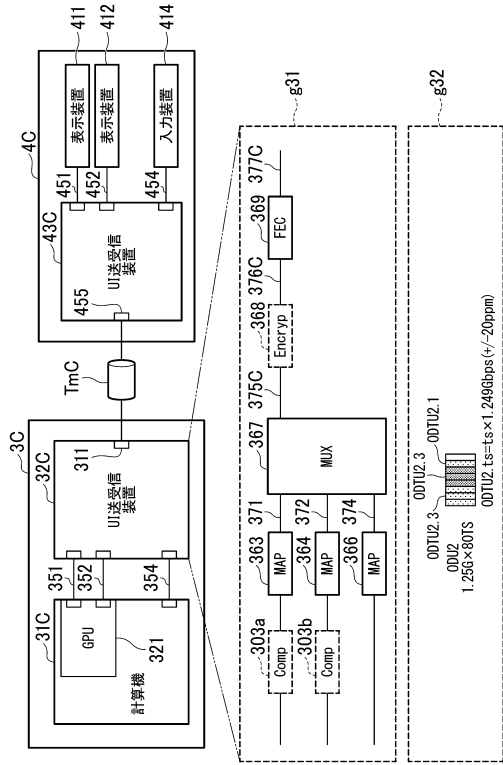 3C
31C
GPU
321
計算機
351
352
354
32C
UI送受信
装置
311
TmC
4C
43C
455
UI送受信
装置
451
452
454
表示装置
411
表示装置
412
入力装置
414
g31
303a
Comp
303b
Comp
363
MAP
364
MAP
366
MAP
371
372
374
367
MUX
375C
368
Encryp
376C
369
FEC
377C
g32
ODTU2.3
ODTU2.3
ODTU2.1
ODU2
1.25G×80TS
ODTU2.ts=ts×1.249Gbps(+/-20ppm)